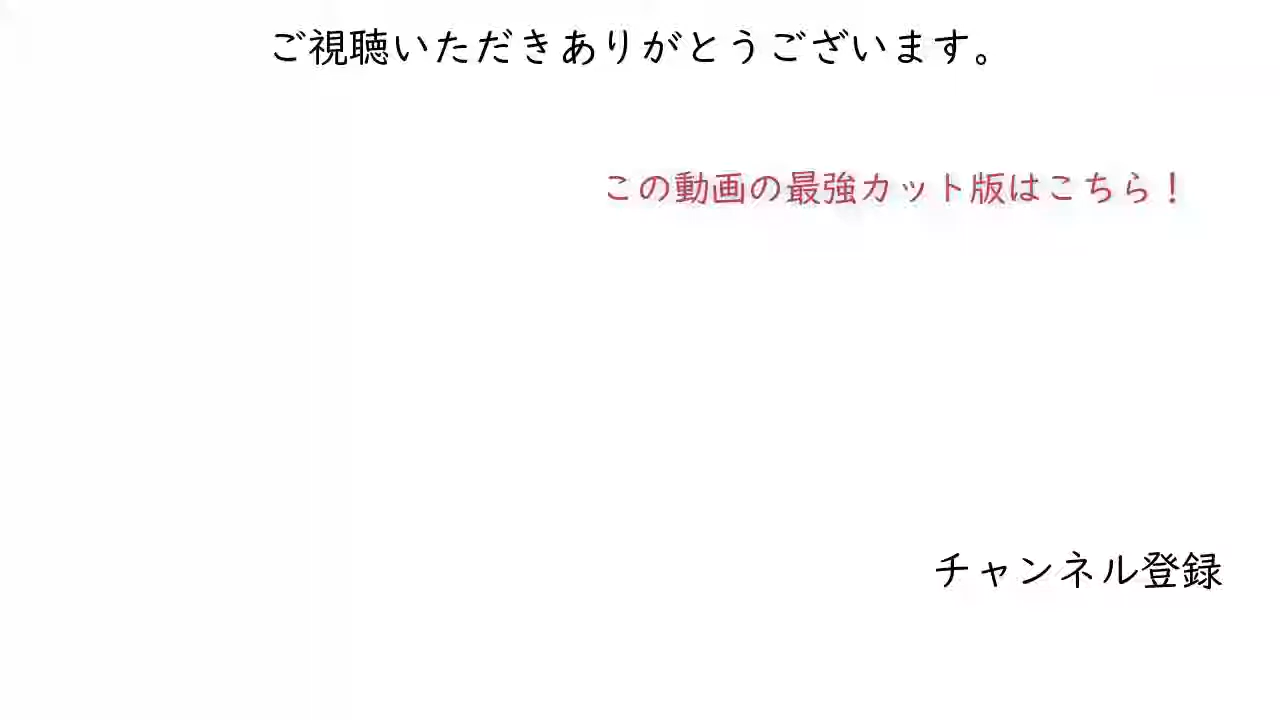 ご視聴いただきありがとうございます。
この動画の最強カット版はこちら！
チャンネル登録